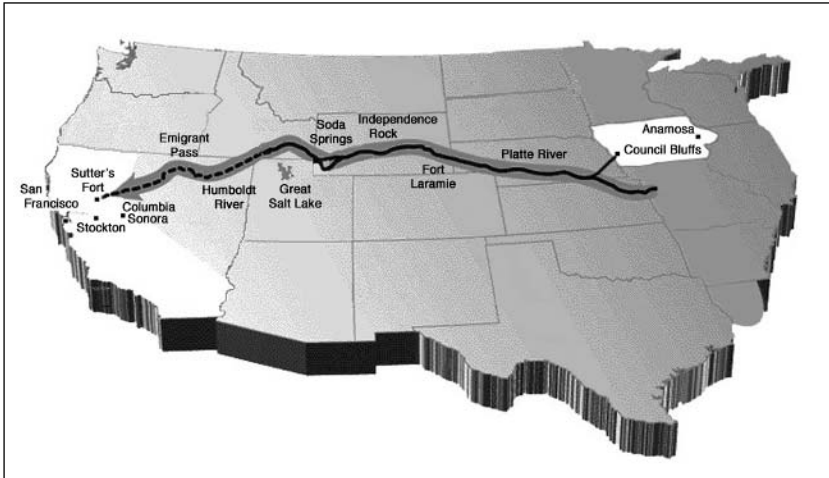 Anamosa
Council Bluffs
Platte River
Independence
Rock
Soda
Springs
Fort
Laramie
Great
Salt Lake
Emigrant
Pass
Humboldt
River
Sutter's
Fort
San
Francisco
Columbia
Sonora
Stockton